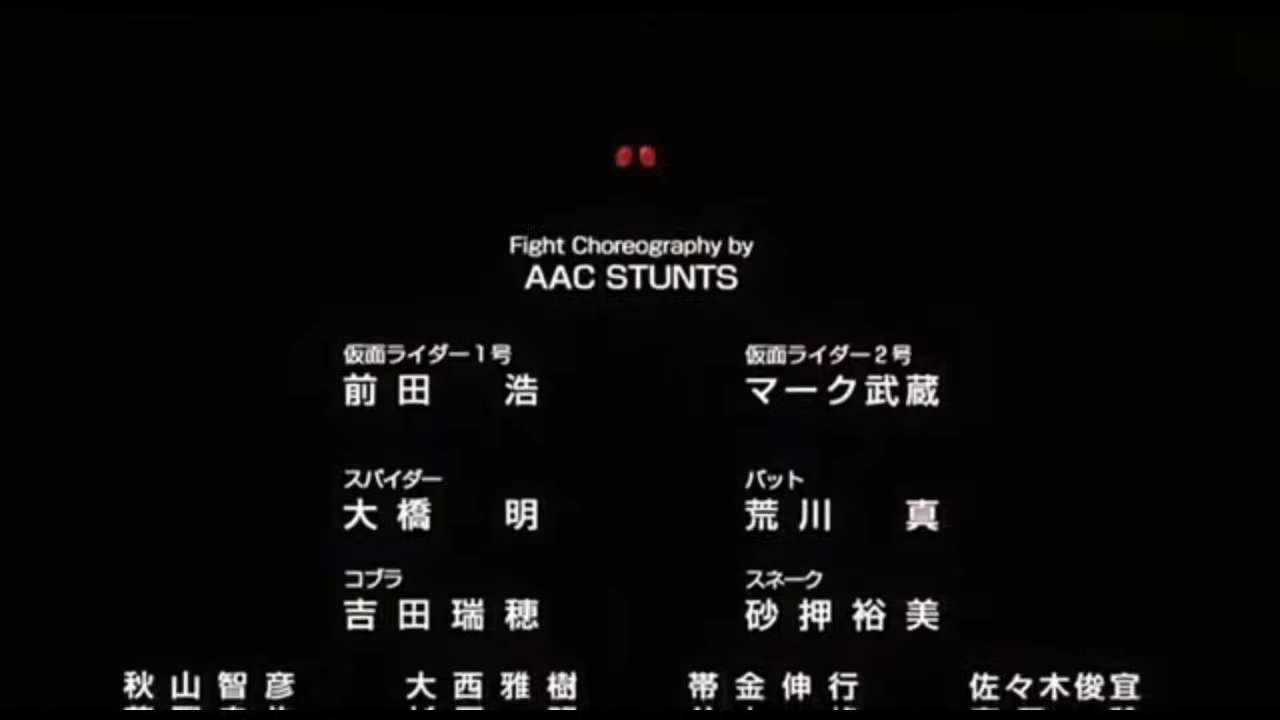 Fight Choreography by
AAC STUNTS
仮面ライダー1号 仮面ライダー2号
前田 浩 マーク武蔵
スパイダー バット
大橋 明 荒川 真
コブラ スネーク
吉田瑞穂 砂押裕美
秋山智彦 大西雅樹 帯金伸行 佐々木俊宜